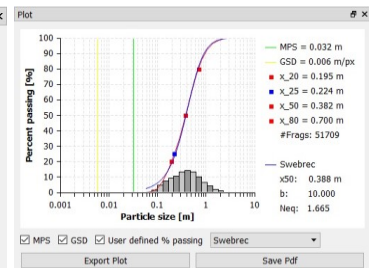 Plot
100
90
80
70
60
50
40
30
20
10
0
Percent passing [%]
0.001
0.01
0.1
1
10
Particle size [m]
MPS = 0.032 m
GSD = 0.006 m/px
x_20 = 0.195 m
x_25 = 0.224 m
x_50 = 0.382 m
x_80 = 0.700 m
#Frags: 51709
Swebrec
x50: 0.388 m
b: 10.000
Neq: 1.665
MPS GSD User defined % passing Swebrec
Export Plot Save Pdf